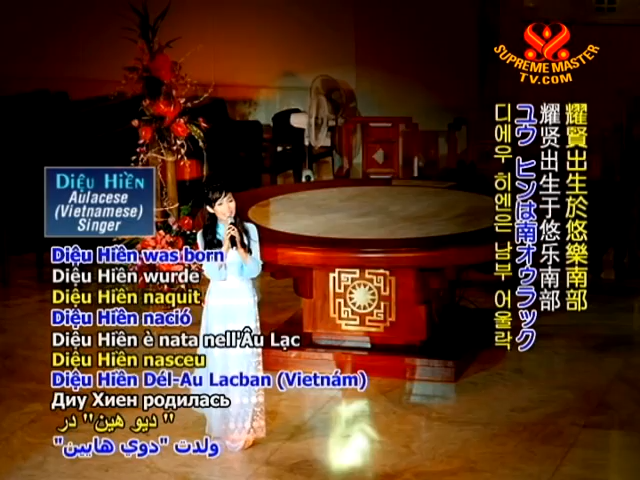 SUPREME MASTER
TV.COM
DIỆU HIỀN
Aulacese
(Vietnamese)
Singer
Diệu Hiền was born
Diệu Hiền wurde
Diệu Hiền naquit
Diệu Hiền nació
Diệu Hiền è nata nell'Âu Lạc
Diệu Hiền nasceu
Diệu Hiền Dél-Au Lacban (Vietnám)
Диу Хиен родилась
" ديو هين" در
ولدت "دوي هايين"
耀賢出生於悠樂南部
耀贤出生于悠乐南部
ユウ ヒンは南オゥラック
디에우 히엔은 남부 어울락